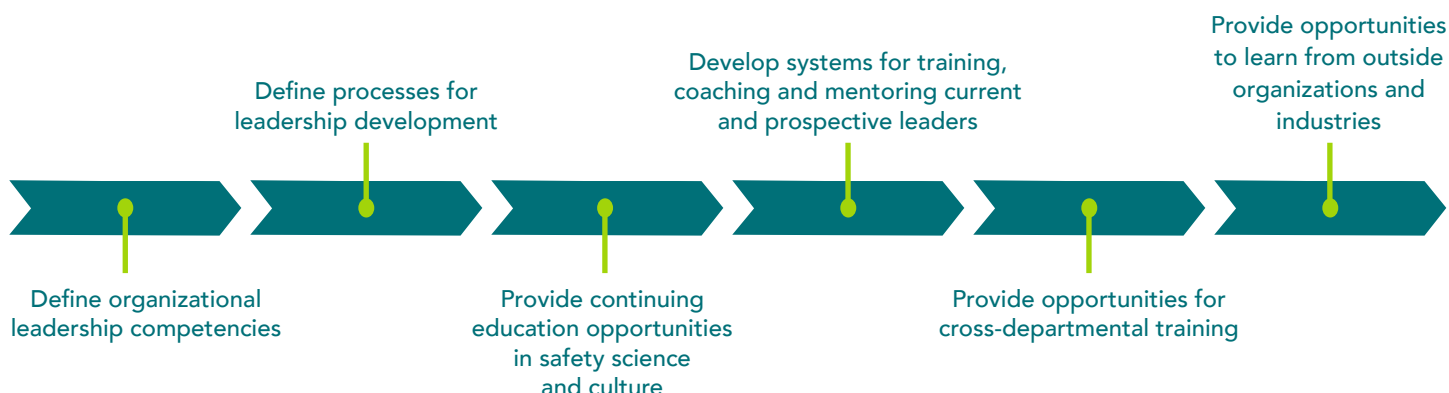 Define organizational
leadership competencies
Define processes for
leadership development
Provide continuing
education opportunities
in safety science
and culture
Develop systems for training,
coaching and mentoring current
and prospective leaders
Provide opportunities for
cross-departmental training
Provide opportunities
to learn from outside
organizations and
industries